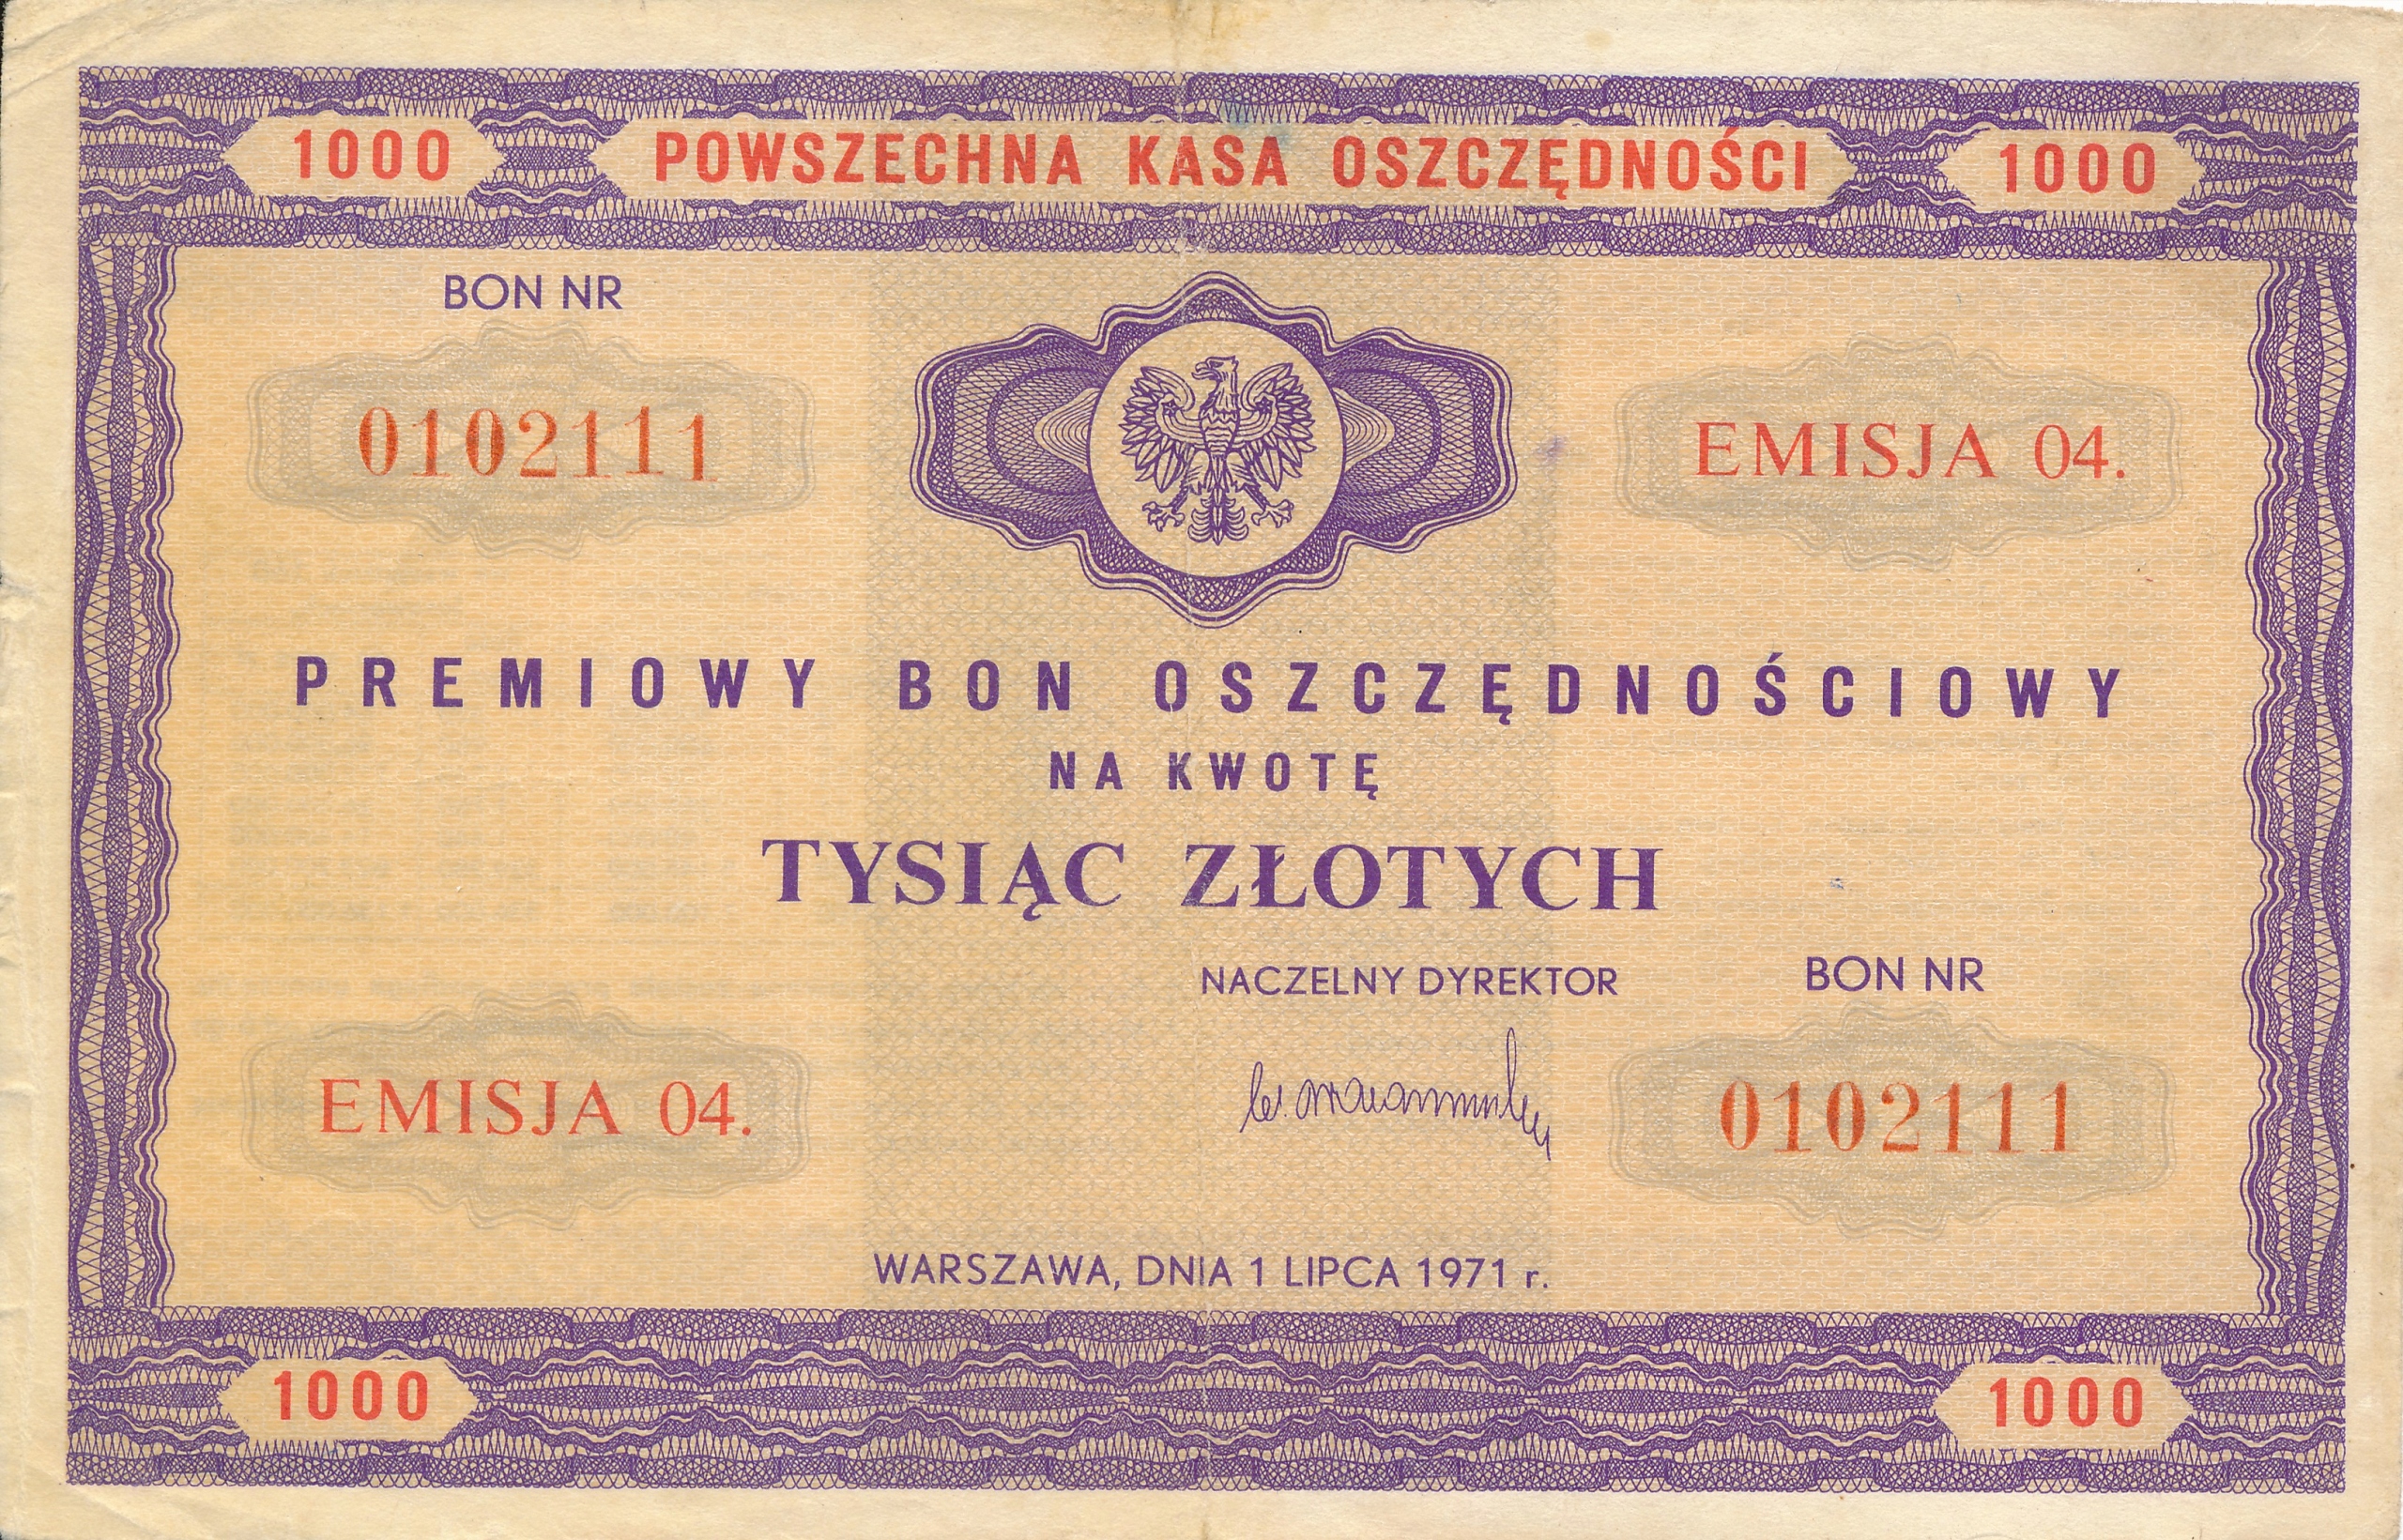 1000 POWSZECHNA KASA OSZCZĘDNOŚCI 1000
BON NR
0102111
EMISJA 04.
PREMIOWY BON OSZCZĘDNOŚCIOWY
NA KWOTĘ
TYSIĄC ZŁOTYCH
NACZELNY DYREKTOR
BON NR
EMISJA 04.
0102111
WARSZAWA, DNIA 1 LIPCA 1971 r.
1000
1000